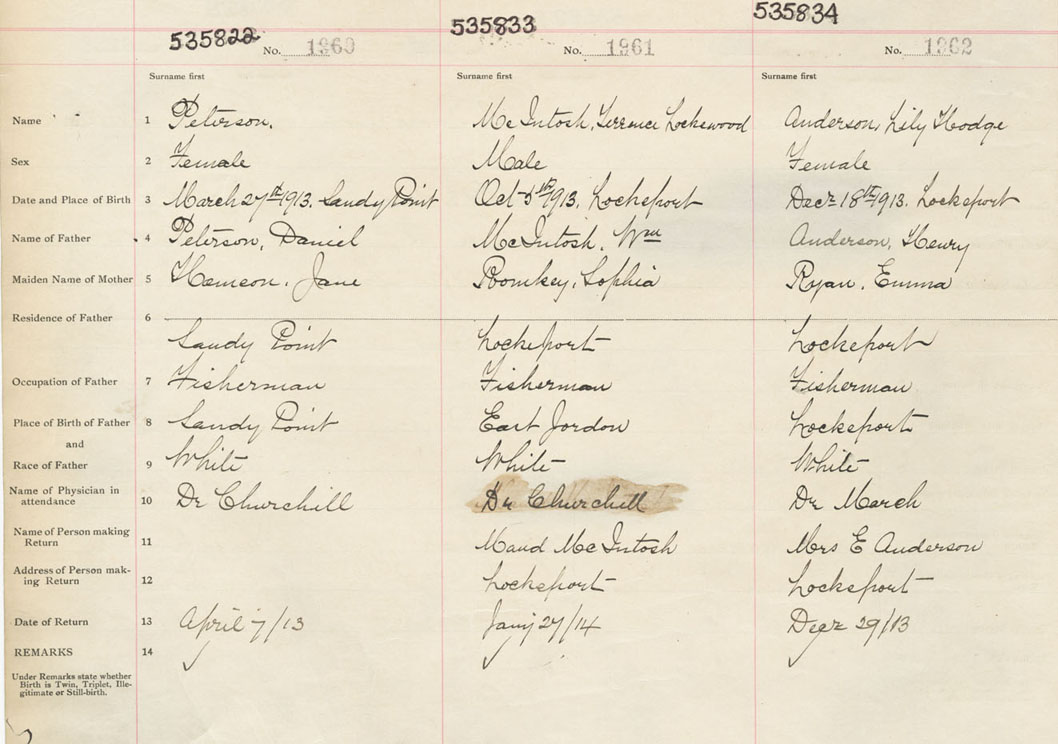 535822 535833 535834
No. 1960 No. 1961 No. 1962
Surname first Surname first Surname first
Name 1 Peterson. McIntosh, Terrence Lockewood Anderson, Lily Hodge
Sex 2 Female Male Female
Date and Place of Birth 3 March 27th 1913. Sandy Point Oct 5th 1913. Lockeport Decr 18th 1913. Lockeport
Name of Father 4 Peterson, Daniel McIntosh, Wm Anderson, Henry
Maiden Name of Mother 5 Jane Sophia Ryan, Emma
Residence of Father 6
Sandy Point Lockeport Lockeport
Occupation of Father 7 Fisherman Fisherman Fisherman
Place of Birth of Father 8 Sandy Point East Jordon Lockeport
and
Race of Father 9 White White White
Name of Physician in
attendance 10 Dr Churchill Dr Churchill Dr March
Name of Person making
Return 11 Maud McIntosh Mrs E Anderson
Address of Person mak-
ing Return 12 Lockeport Lockeport
Date of Return 13 April 7/13 Jany 27/14 Decr 29/13
REMARKS 14
Under Remarks state whether
Birth is Twin, Triplet, Ille-
gitimate or Still-birth.